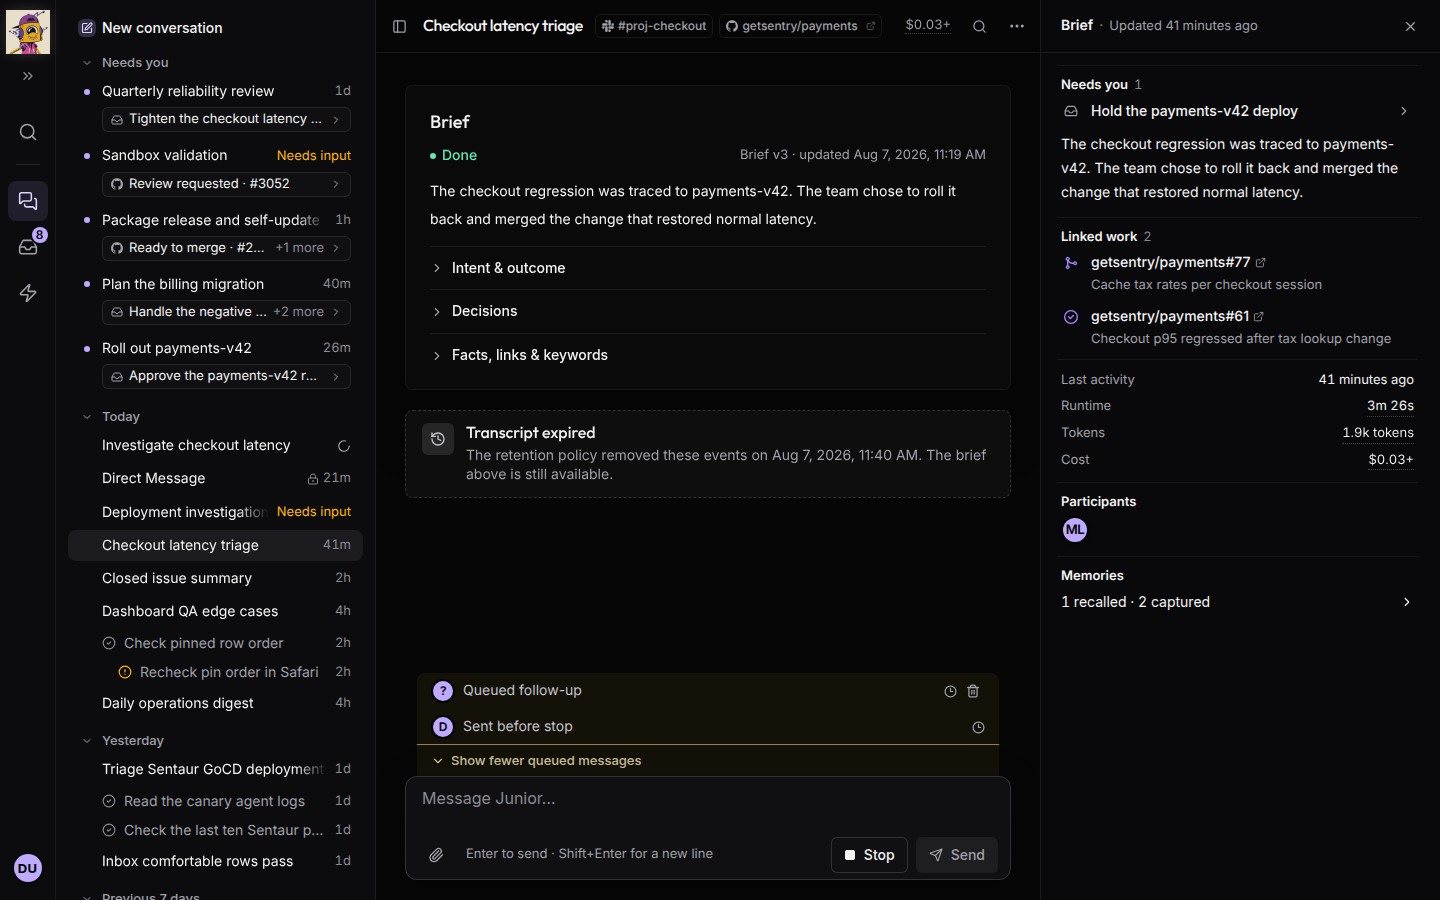 New conversation
Needs you
Quarterly reliability review 1d
Tighten the checkout latency ...
Sandbox validation Needs input
Review requested · #3052
Package release and self-update 1h
Ready to merge · #2... +1 more
Plan the billing migration 40m
Handle the negative ... +2 more
Roll out payments-v42 26m
Approve the payments-v42 r...
Today
Investigate checkout latency
Direct Message 21m
Deployment investigation Needs input
Checkout latency triage 41m
Closed issue summary 2h
Dashboard QA edge cases 4h
Check pinned row order 2h
Recheck pin order in Safari 2h
Daily operations digest 4h
Yesterday
Triage Sentaur GoCD deployment 1d
Read the canary agent logs 1d
Check the last ten Sentaur p... 1d
Inbox comfortable rows pass 1d
Previous 7 days
8
DU
Checkout latency triage #proj-checkout getsentry/payments $0.03+
Brief
Done Brief v3 · updated Aug 7, 2026, 11:19 AM
The checkout regression was traced to payments-v42. The team chose to roll it
back and merged the change that restored normal latency.
Intent & outcome
Decisions
Facts, links & keywords
Transcript expired
The retention policy removed these events on Aug 7, 2026, 11:40 AM. The brief
above is still available.
? Queued follow-up
D Sent before stop
Show fewer queued messages
Message Junior...
Enter to send · Shift+Enter for a new line Stop Send
Brief · Updated 41 minutes ago
Needs you 1
Hold the payments-v42 deploy
The checkout regression was traced to payments-
v42. The team chose to roll it back and merged the
change that restored normal latency.
Linked work 2
getsentry/payments#77
Cache tax rates per checkout session
getsentry/payments#61
Checkout p95 regressed after tax lookup change
Last activity 41 minutes ago
Runtime 3m 26s
Tokens 1.9k tokens
Cost $0.03+
Participants
ML
Memories
1 recalled · 2 captured